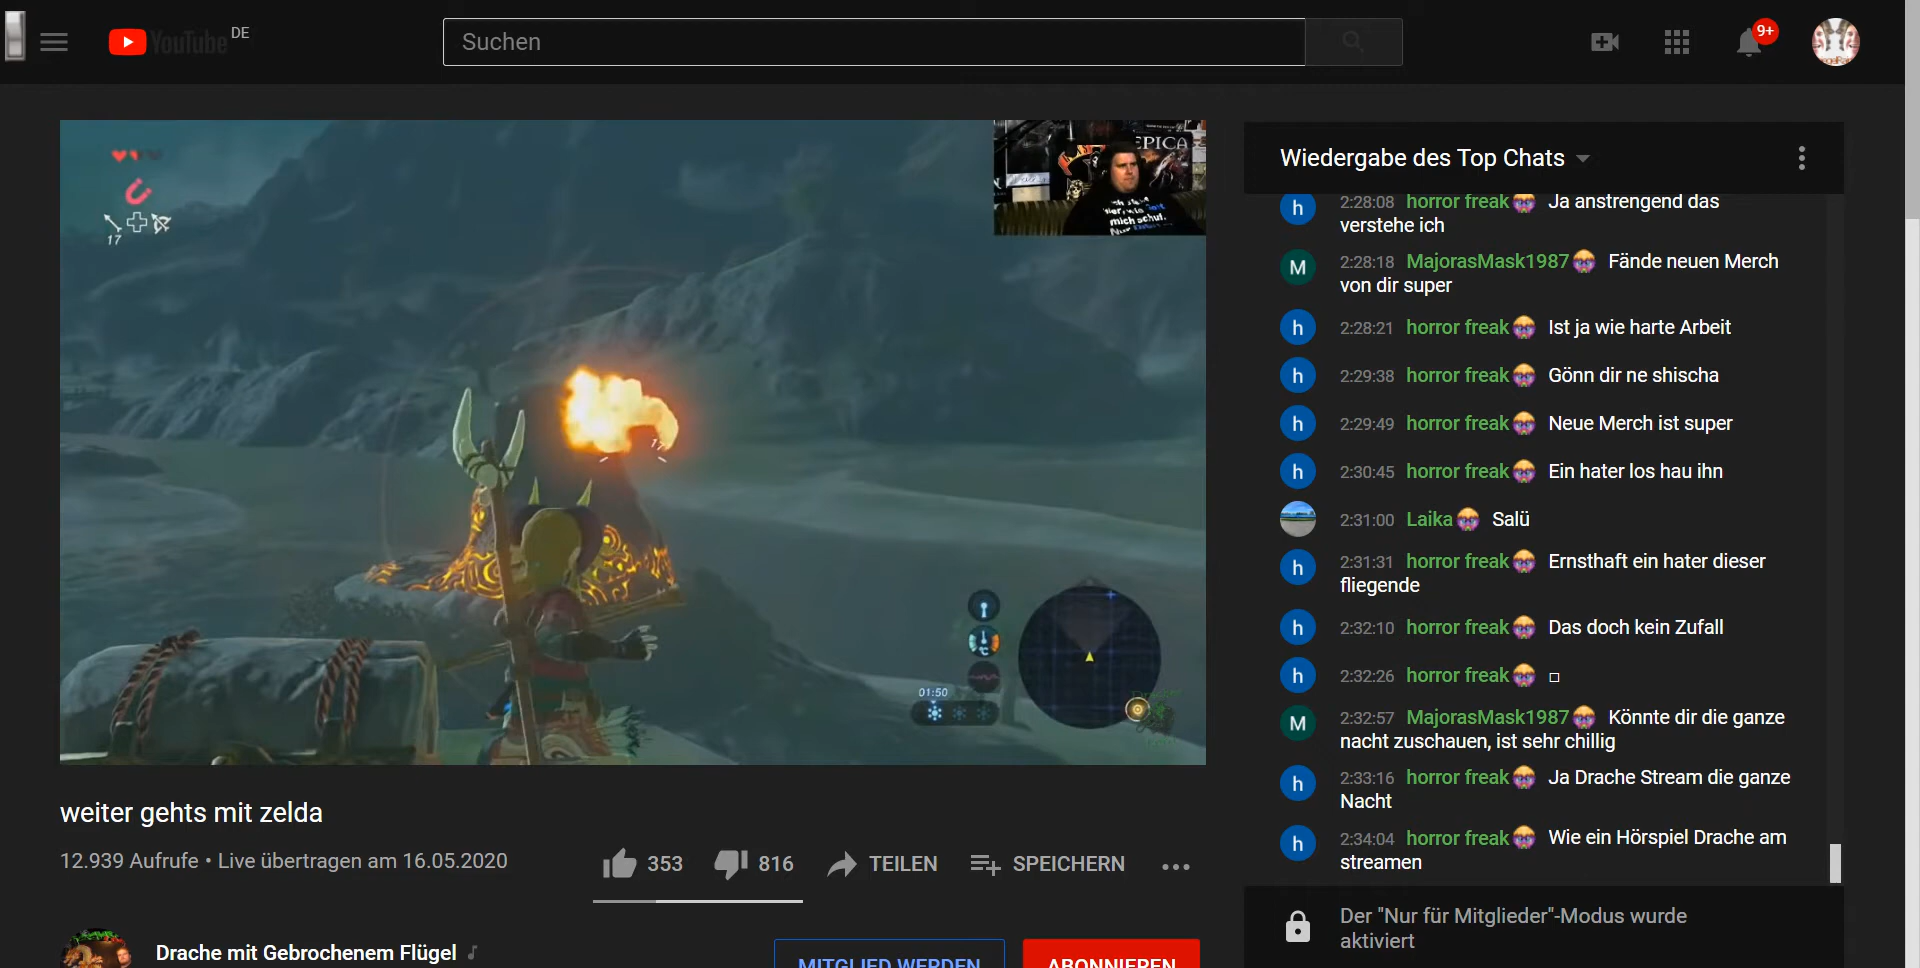 YouTube DE
Suchen
9+
17
EPICA
mich schuf.
17
01:50
weiter gehts mit zelda
12.939 Aufrufe • Live übertragen am 16.05.2020
353
816
TEILEN
SPEICHERN
Drache mit Gebrochenem Flügel
MITGLIED WERDEN
ABONNIEREN
Wiedergabe des Top Chats
h
2:28:08 horror freak Ja anstrengend das
verstehe ich
M
2:28:18 MajorasMask1987 Fände neuen Merch
von dir super
h
2:28:21 horror freak Ist ja wie harte Arbeit
h
2:29:38 horror freak Gönn dir ne shischa
h
2:29:49 horror freak Neue Merch ist super
h
2:30:45 horror freak Ein hater los hau ihn
2:31:00 Laika Salü
h
2:31:31 horror freak Ernsthaft ein hater dieser
fliegende
h
2:32:10 horror freak Das doch kein Zufall
h
2:32:26 horror freak □
M
2:32:57 MajorasMask1987 Könnte dir die ganze
nacht zuschauen, ist sehr chillig
h
2:33:16 horror freak Ja Drache Stream die ganze
Nacht
h
2:34:04 horror freak Wie ein Hörspiel Drache am
streamen
Der "Nur für Mitglieder"-Modus wurde
aktiviert